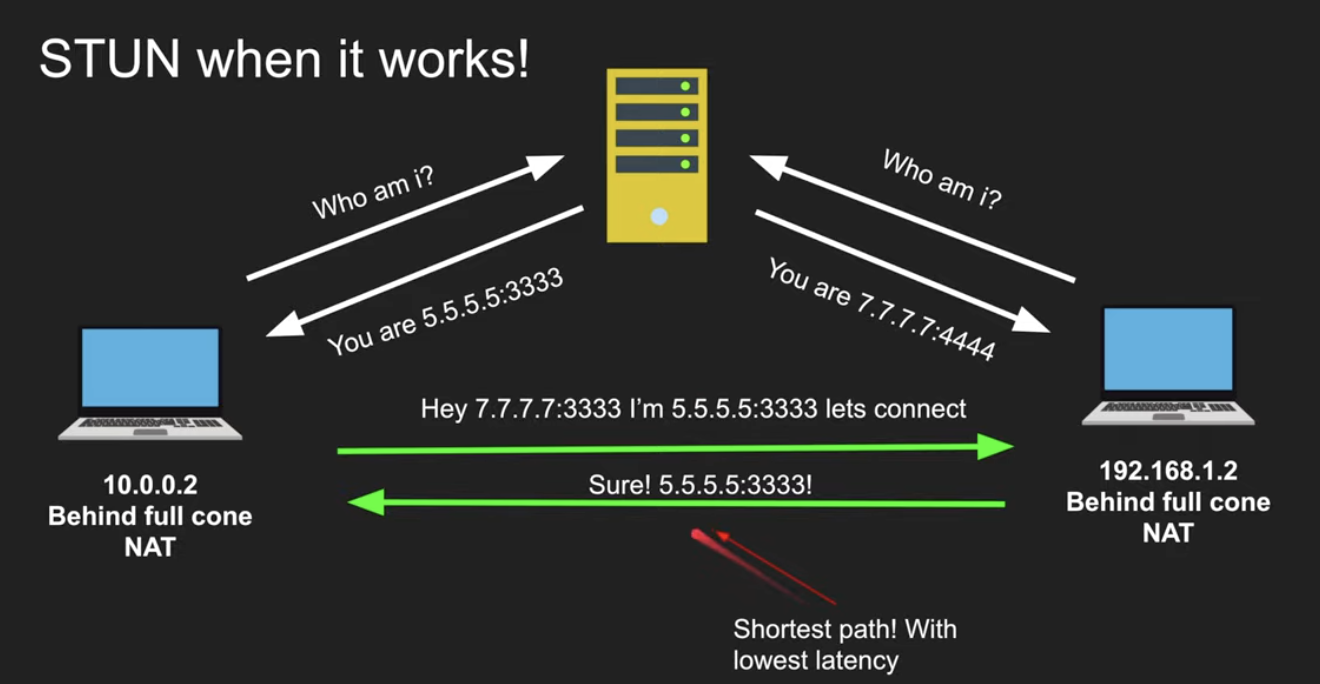 STUN when it works!
Who am i?
You are 5.5.5.5:3333
Who am i?
You are 7.7.7.7:4444
Hey 7.7.7.7:3333 I’m 5.5.5.5:3333 lets connect
Sure! 5.5.5.5:3333!
10.0.0.2
Behind full cone
NAT
192.168.1.2
Behind full cone
NAT
Shortest path! With
lowest latency